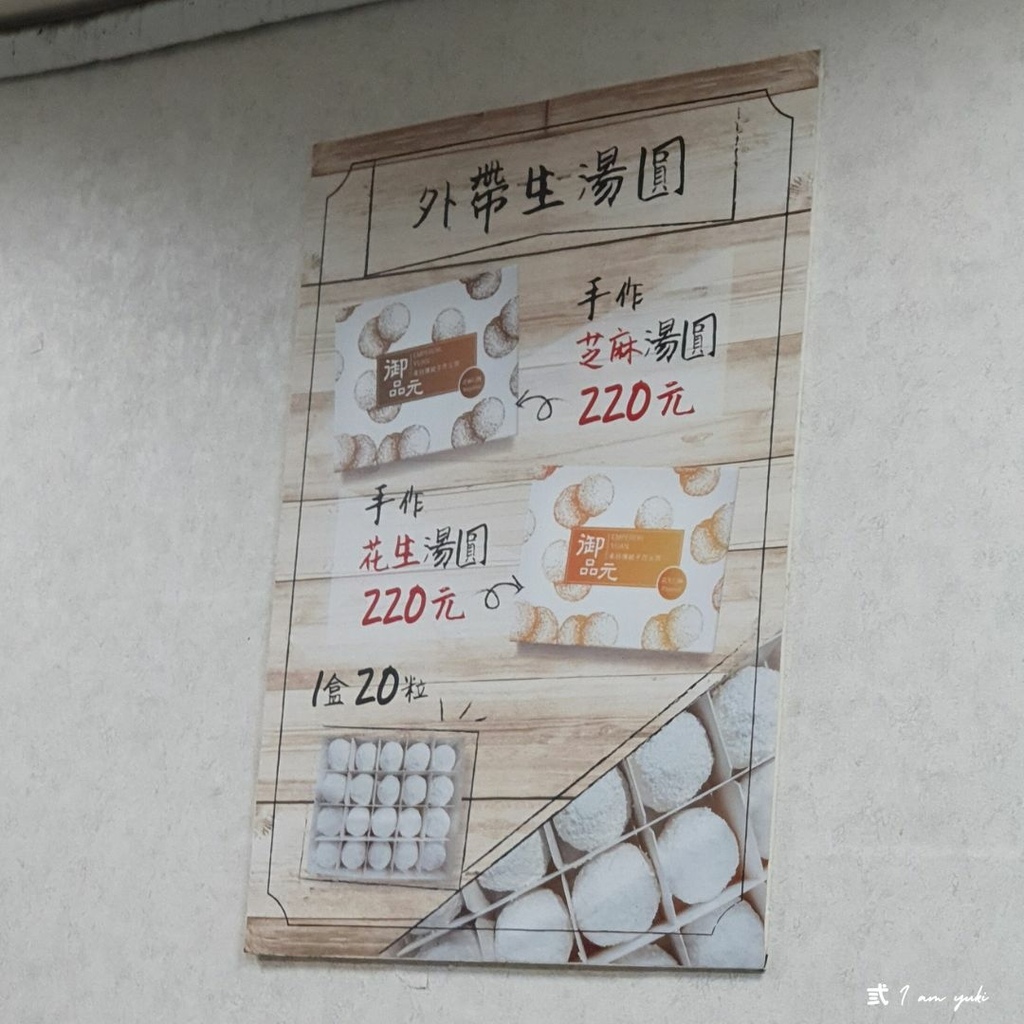 外帶生湯圓
手作
芝麻湯圓
220元
御品元
手作
花生湯圓
220元
御品元
1盒20粒
弎 I am yuki